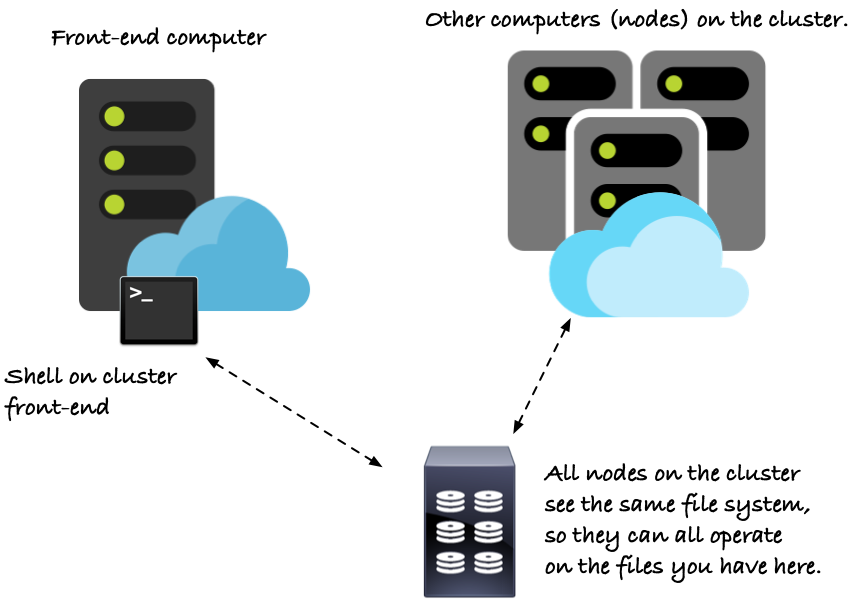 Front-end computer
Other computers (nodes) on the cluster.
>_
Shell on cluster
front-end
All nodes on the cluster
see the same file system,
so they can all operate
on the files you have here.